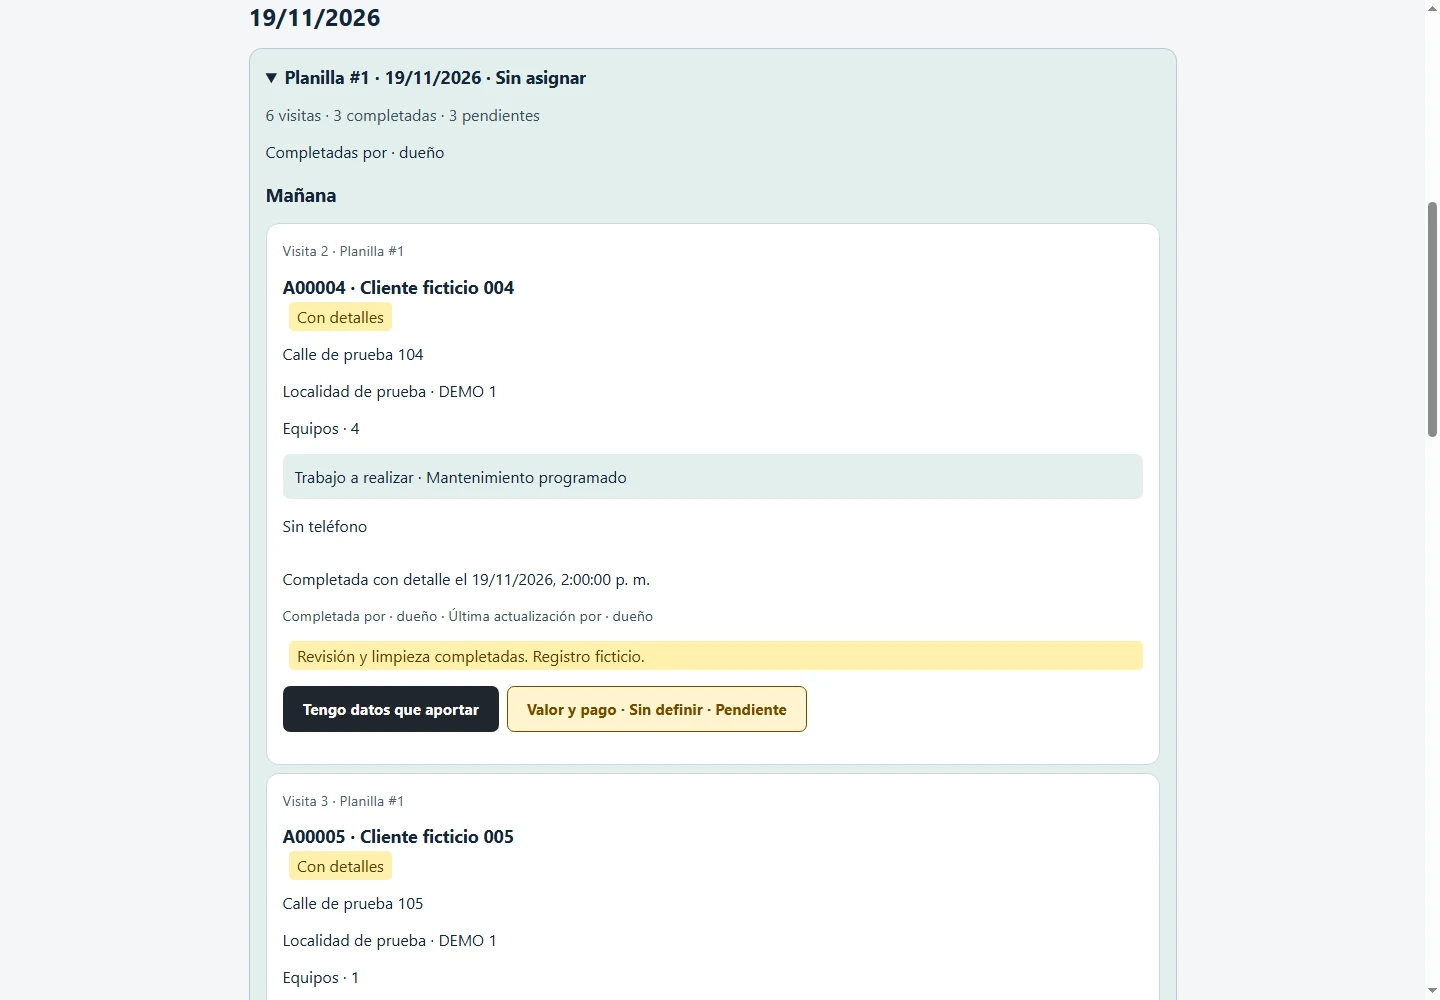 19/11/2026
▼ Planilla #1 · 19/11/2026 · Sin asignar
6 visitas · 3 completadas · 3 pendientes
Completadas por · dueño
Mañana
Visita 2 · Planilla #1
A00004 · Cliente ficticio 004
Con detalles
Calle de prueba 104
Localidad de prueba · DEMO 1
Equipos · 4
Trabajo a realizar · Mantenimiento programado
Sin teléfono
Completada con detalle el 19/11/2026, 2:00:00 p. m.
Completada por · dueño · Última actualización por · dueño
Revisión y limpieza completadas. Registro ficticio.
Tengo datos que aportar
Valor y pago · Sin definir · Pendiente
Visita 3 · Planilla #1
A00005 · Cliente ficticio 005
Con detalles
Calle de prueba 105
Localidad de prueba · DEMO 1
Equipos · 1